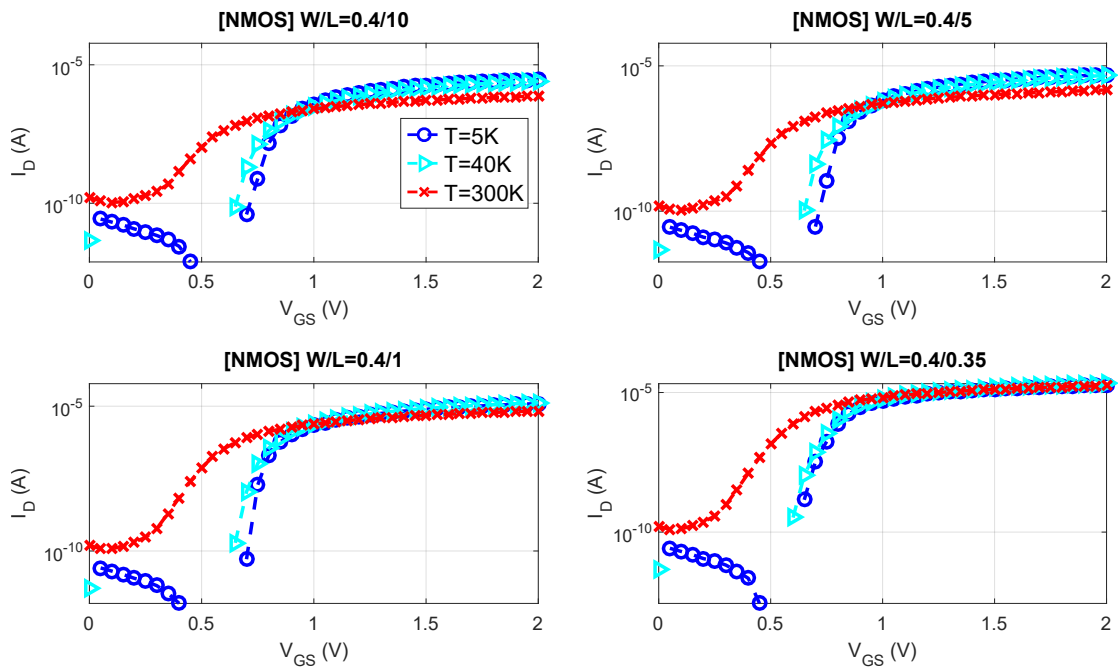 [NMOS] W/L=0.4/10
10^-5
10^-10
I_D (A)
0 0.5 1 1.5 2
V_GS (V)
T=5K
T=40K
T=300K
[NMOS] W/L=0.4/5
10^-5
10^-10
I_D (A)
0 0.5 1 1.5 2
V_GS (V)
[NMOS] W/L=0.4/1
10^-5
10^-10
I_D (A)
0 0.5 1 1.5 2
V_GS (V)
[NMOS] W/L=0.4/0.35
10^-5
10^-10
I_D (A)
0 0.5 1 1.5 2
V_GS (V)